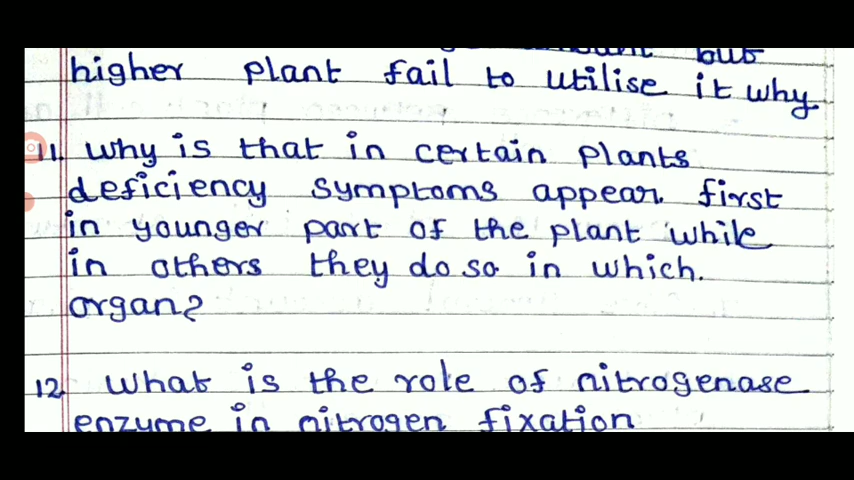 but
higher plant fail to utilise it why
11. Why is that in certain plants
deficiency symptoms appear first
in younger part of the plant while
in others they do so in which.
organ?
12 What is the role of nitrogenase
enzyme in nitrogen fixation